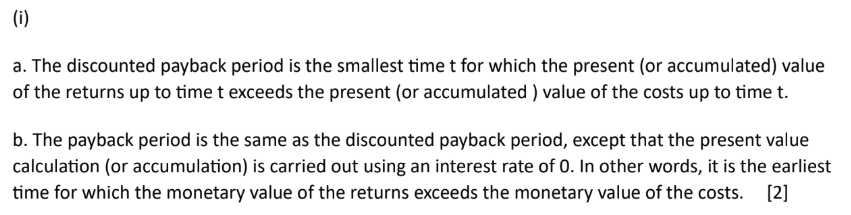 (i)
a. The discounted payback period is the smallest time t for which the present (or accumulated) value
of the returns up to time t exceeds the present (or accumulated ) value of the costs up to time t.
b. The payback period is the same as the discounted payback period, except that the present value
calculation (or accumulation) is carried out using an interest rate of 0. In other words, it is the earliest
time for which the monetary value of the returns exceeds the monetary value of the costs. [2]